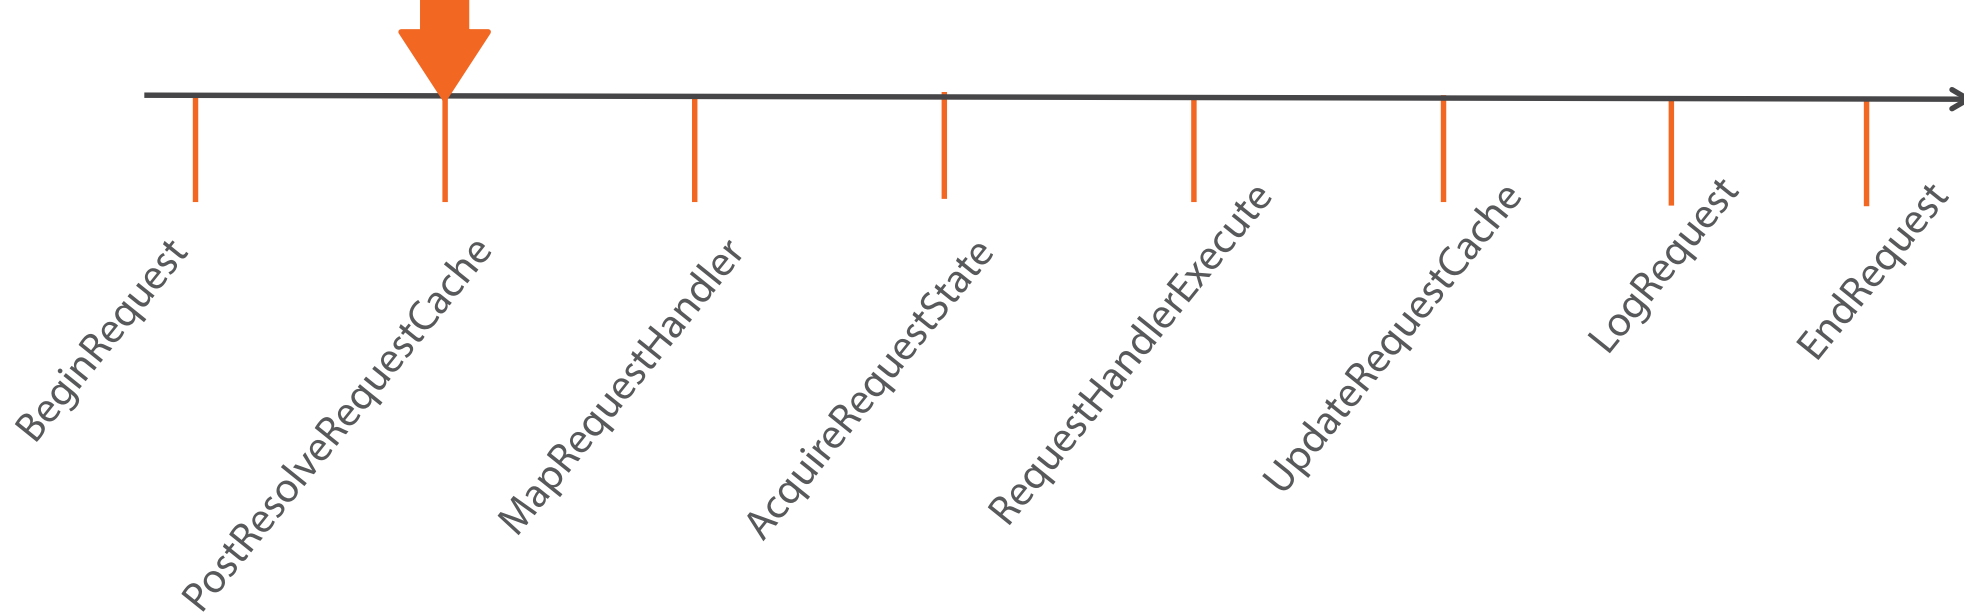 BeginRequest
PostResolveRequestCache
MapRequestHandler
AcquireRequestState
RequestHandlerExecute
UpdateRequestCache
LogRequest
EndRequest